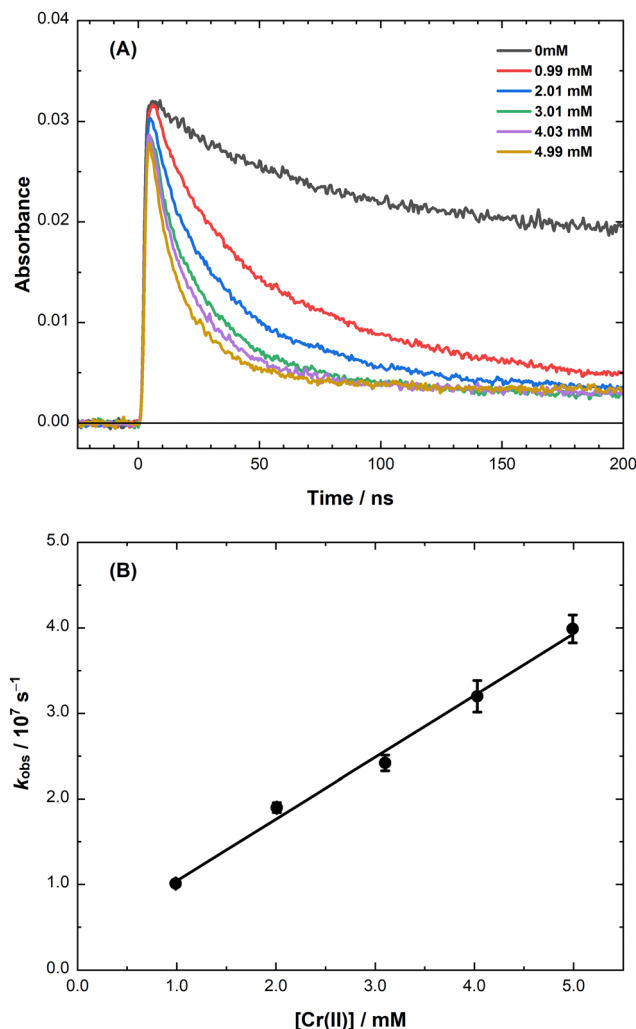 (A)
0.04
0.03
0.02
0.01
0.00
Absorbance
0mM
0.99 mM
2.01 mM
3.01 mM
4.03 mM
4.99 mM
0
50
100
150
200
Time / ns
(B)
5.0
4.0
3.0
2.0
1.0
0.0
kobs / 10⁷ s⁻¹
0.0
1.0
2.0
3.0
4.0
5.0
[Cr(II)] / mM